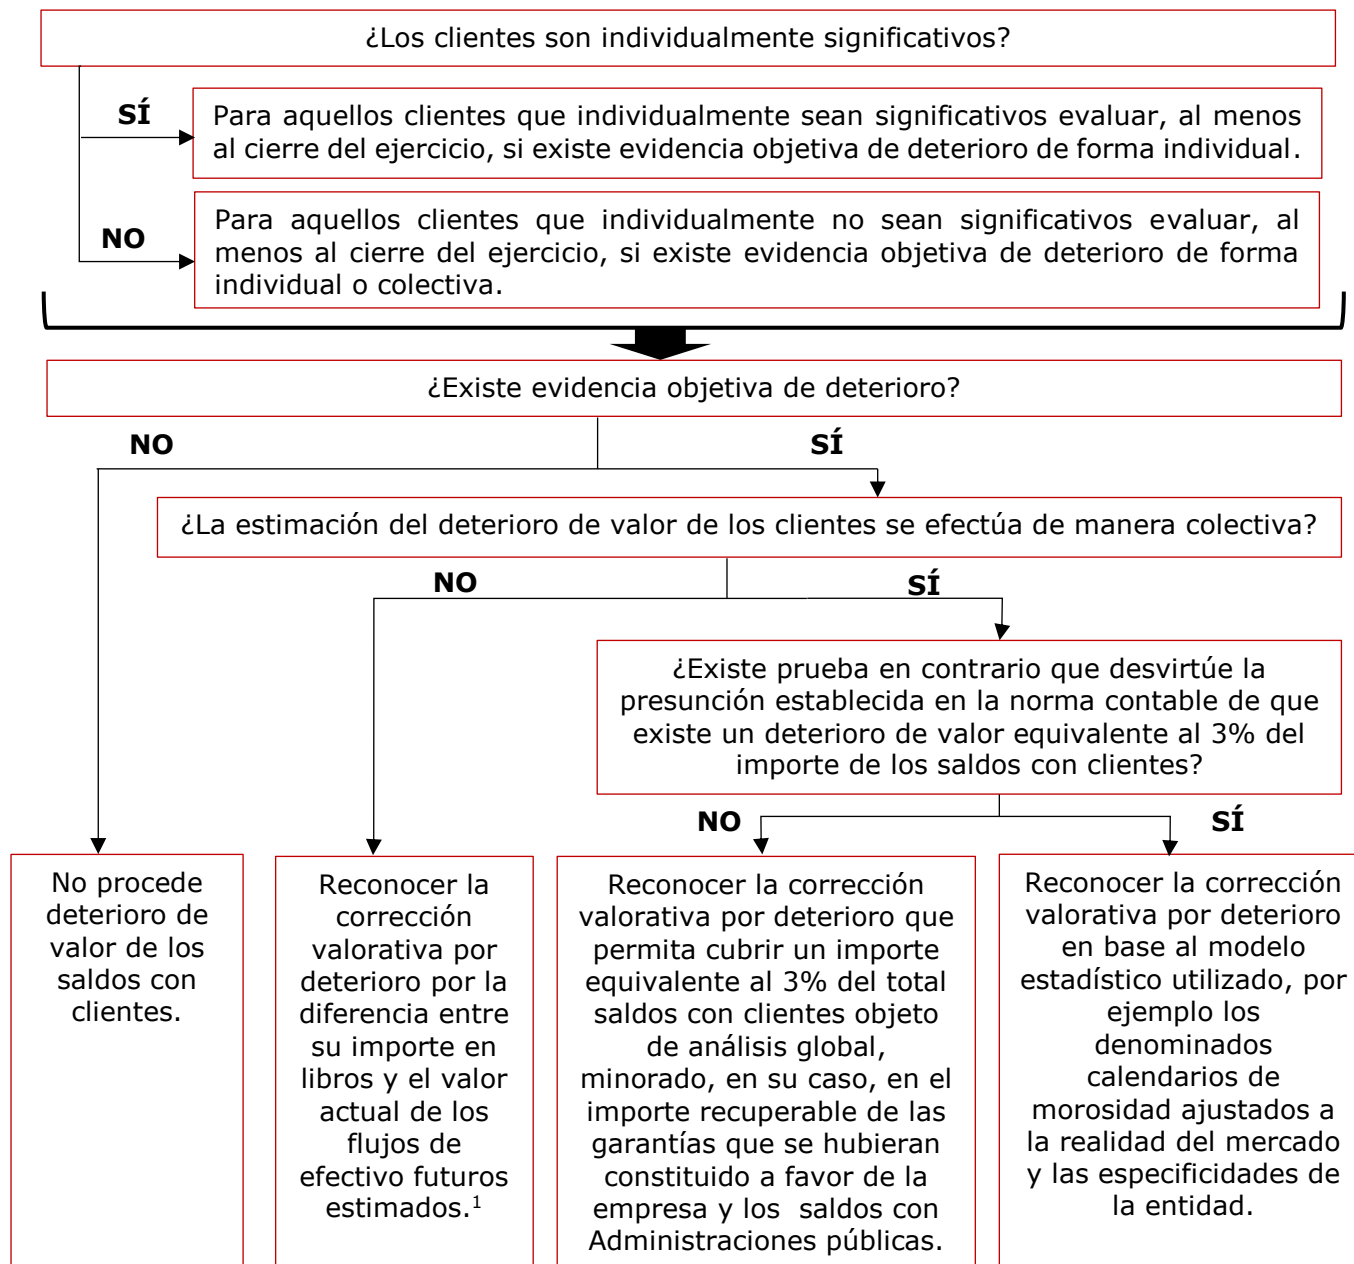 ¿Los clientes son individualmente significativos?
SÍ
Para aquellos clientes que individualmente sean significativos evaluar, al menos
al cierre del ejercicio, si existe evidencia objetiva de deterioro de forma individual.
NO
Para aquellos clientes que individualmente no sean significativos evaluar, al
menos al cierre del ejercicio, si existe evidencia objetiva de deterioro de forma
individual o colectiva.
¿Existe evidencia objetiva de deterioro?
NO
SÍ
¿La estimación del deterioro de valor de los clientes se efectúa de manera colectiva?
NO
SÍ
¿Existe prueba en contrario que desvirtúe la
presunción establecida en la norma contable de que
existe un deterioro de valor equivalente al 3% del
importe de los saldos con clientes?
NO
SÍ
No procede
deterioro de
valor de los
saldos con
clientes.
Reconocer la
corrección
valorativa por
deterioro por la
diferencia entre
su importe en
libros y el valor
actual de los
flujos de
efectivo futuros
estimados.¹
Reconocer la corrección
valorativa por deterioro que
permita cubrir un importe
equivalente al 3% del total
saldos con clientes objeto
de análisis global,
minorado, en su caso, en el
importe recuperable de las
garantías que se hubieran
constituido a favor de la
empresa y los saldos con
Administraciones públicas.
Reconocer la corrección
valorativa por deterioro
en base al modelo
estadístico utilizado, por
ejemplo los
denominados
calendarios de
morosidad ajustados a
la realidad del mercado
y las especificidades de
la entidad.